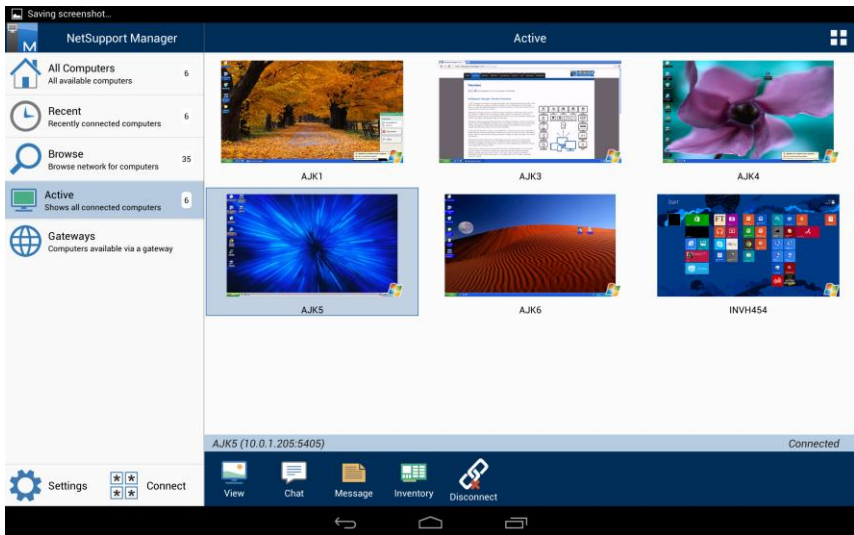 Saving screenshot...
NetSupport Manager
Active
All Computers
All available computers
6
Recent
Recently connected computers
6
Browse
Browse network for computers
35
Active
Shows all connected computers
6
Gateways
Computers available via a gateway
AJK1
AJK3
AJK4
Start
AJK5
AJK6
INVH454
AJK5 (10.0.1.205:5405)
Connected
Settings
Connect
View
Chat
Message
Inventory
Disconnect